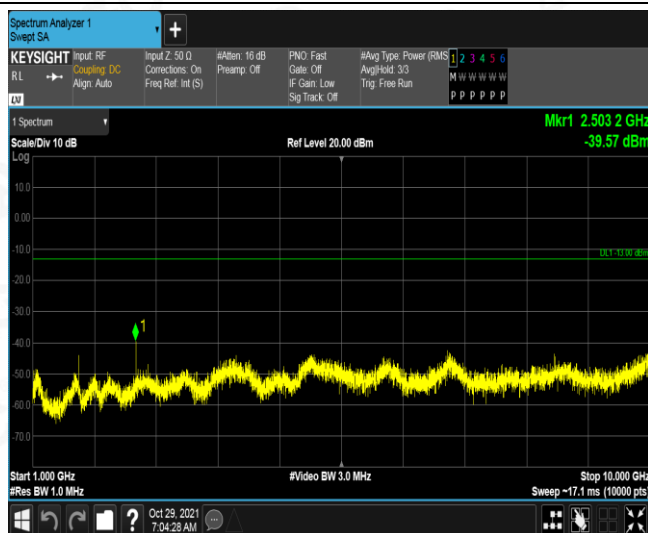 Spectrum Analyzer 1
Swept SA
+
KEYSIGHT
RL
LXI
Input: RF
Coupling: DC
Align: Auto
Input Z: 50 Ω
Corrections: On
Freq Ref: Int (S)
#Atten: 16 dB
Preamp: Off
PNO: Fast
Gate: Off
IF Gain: Low
Sig Track: Off
#Avg Type: Power (RMS
Avg|Hold: 3/3
Trig: Free Run
1 2 3 4 5 6
M W W W W W
P P P P P P
1 Spectrum
Mkr1 2.503 2 GHz
Scale/Div 10 dB
Ref Level 20.00 dBm
-39.57 dBm
Log
10.0
0.00
-10.0
DL1 -13.00 dBm
-20.0
-30.0
1
-40.0
-50.0
-60.0
-70.0
Start 1.000 GHz
#Video BW 3.0 MHz
Stop 10.000 GHz
#Res BW 1.0 MHz
Sweep ~17.1 ms (10000 pts)
?
Oct 29, 2021
7:04:28 AM